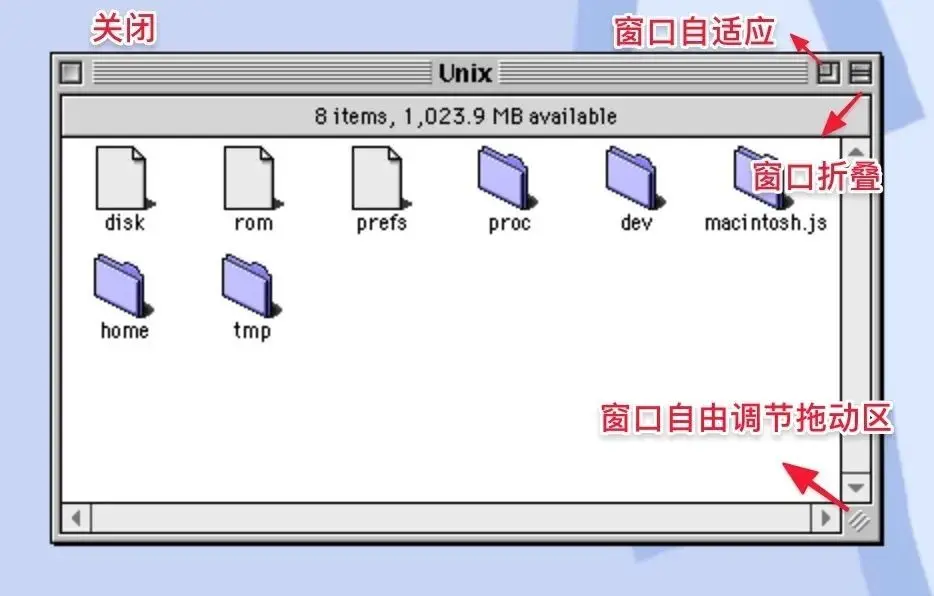 关闭
窗口自适应
Unix
8 items, 1,023.9 MB available
窗口折叠
disk
rom
prefs
proc
dev
macintosh.js
home
tmp
窗口自由调节拖动区